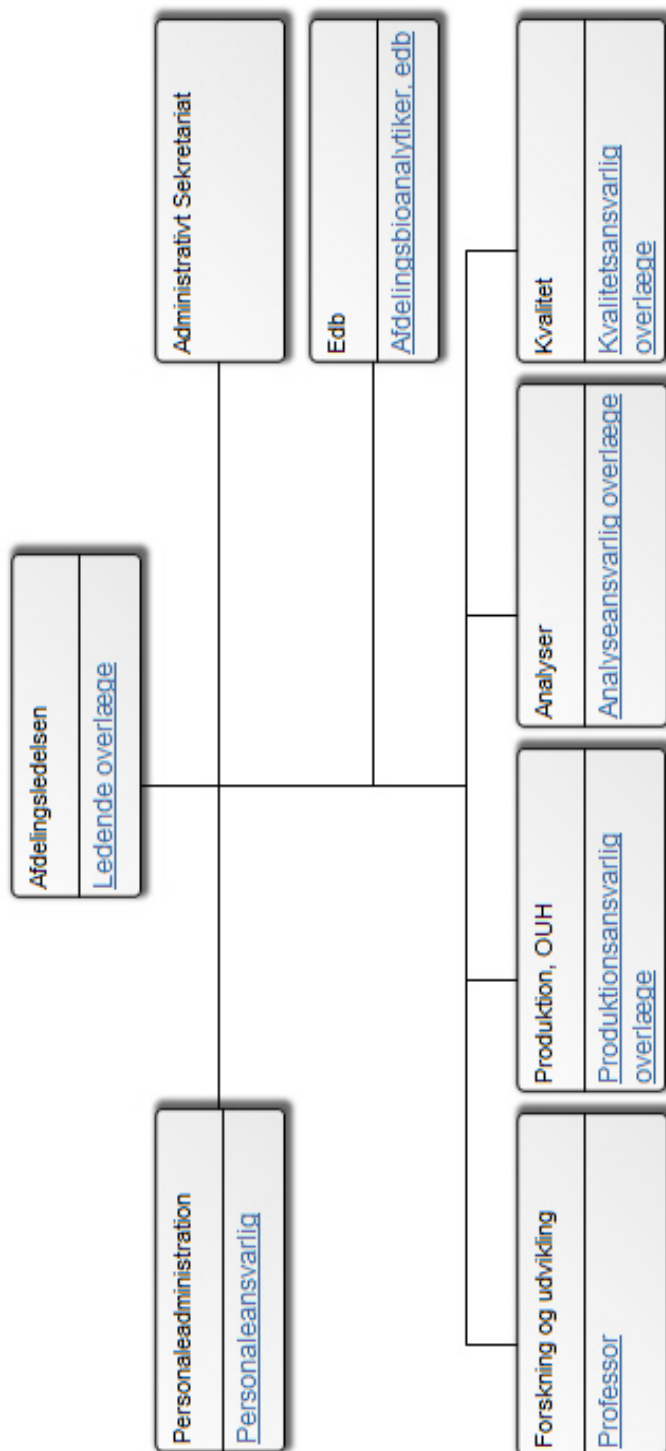 Afdelingsledelsen
Ledende overlæge
Personaleadministration
Personaleansvarlig
Administrativt Sekretariat
Edb
Afdelingsbioanalytiker, edb
Forskning og udvikling
Professor
Produktion, OUH
Produktionsansvarlig
overlæge
Analyser
Analyseansvarlig overlæge
Kvalitet
Kvalitetsansvarlig
overlæge